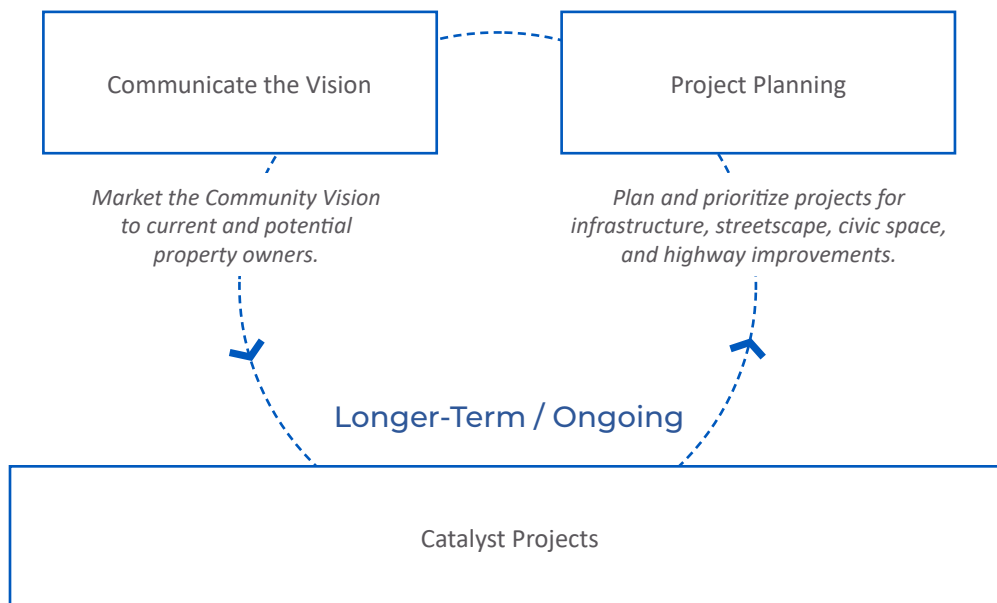 Communicate the Vision
Project Planning
Market the Community Vision
to current and potential
property owners.
Plan and prioritize projects for
infrastructure, streetscape, civic space,
and highway improvements.
Longer-Term / Ongoing
Catalyst Projects